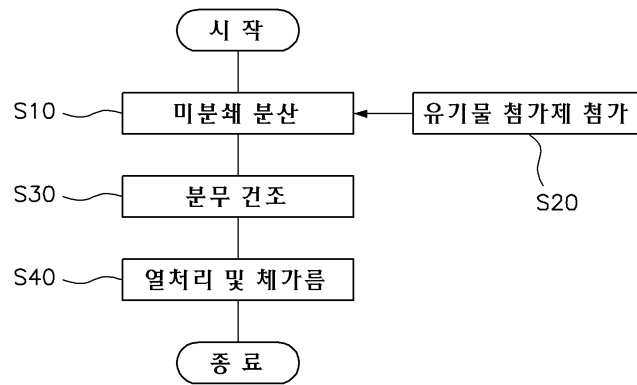 시 작
S10
미분쇄 분산
유기물 첨가제 첨가
S20
S30
분무 건조
S40
열처리 및 체가름
종 료